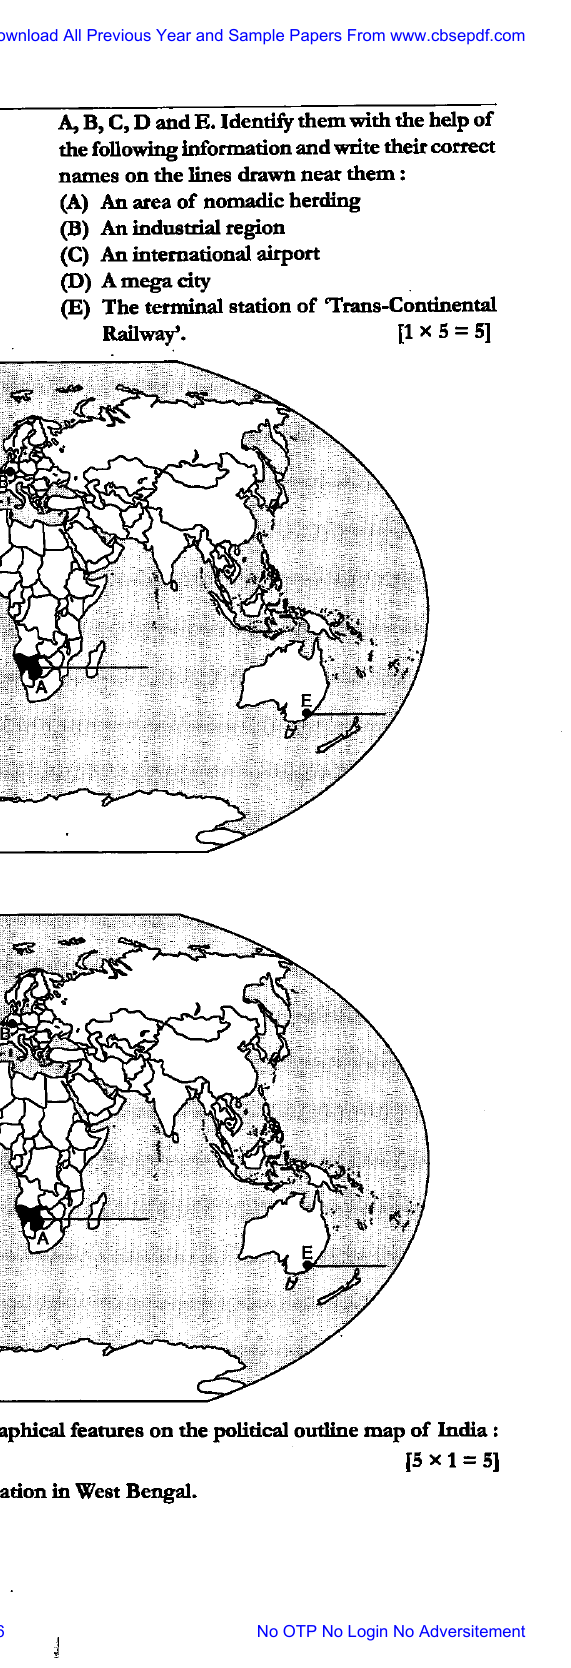 ownload All Previous Year and Sample Papers From www.cbsepdf.com
A, B, C, D and E. Identify them with the help of
the following information and write their correct
names on the lines drawn near them :
(A) An area of nomadic herding
(B) An industrial region
(C) An international airport
(D) A mega city
(E) The terminal station of 'Trans-Continental
Railway'. [1 × 5 = 5]
B
A
E
B
A
E
aphical features on the political outline map of India :
[5 × 1 = 5]
ation in West Bengal.
6
No OTP No Login No Adversitement